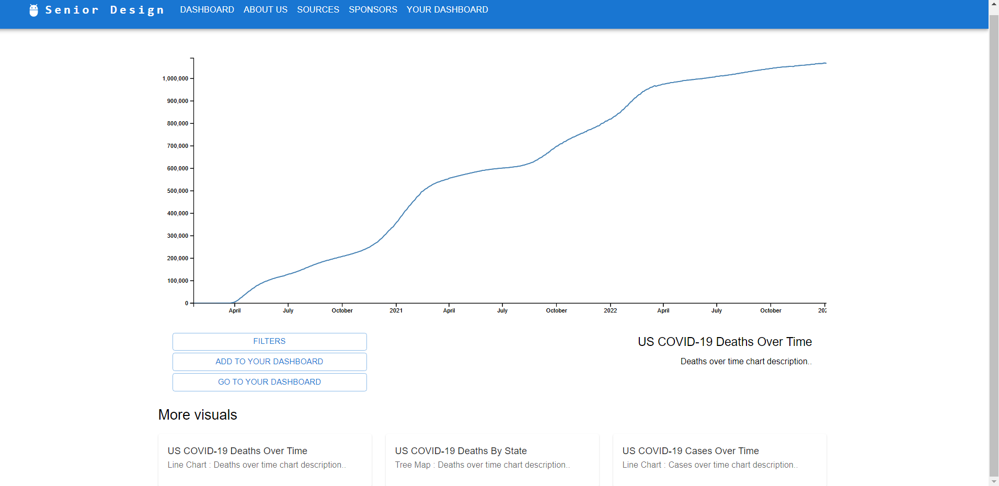 Senior Design DASHBOARD ABOUT US SOURCES SPONSORS YOUR DASHBOARD
1,000,000
900,000
800,000
700,000
600,000
500,000
400,000
300,000
200,000
100,000
0
April July October 2021 April July October 2022 April July October 202
FILTERS
ADD TO YOUR DASHBOARD
GO TO YOUR DASHBOARD
US COVID-19 Deaths Over Time
Deaths over time chart description..
More visuals
US COVID-19 Deaths Over Time
Line Chart : Deaths over time chart description..
US COVID-19 Deaths By State
Tree Map : Deaths over time chart description..
US COVID-19 Cases Over Time
Line Chart : Cases over time chart description..